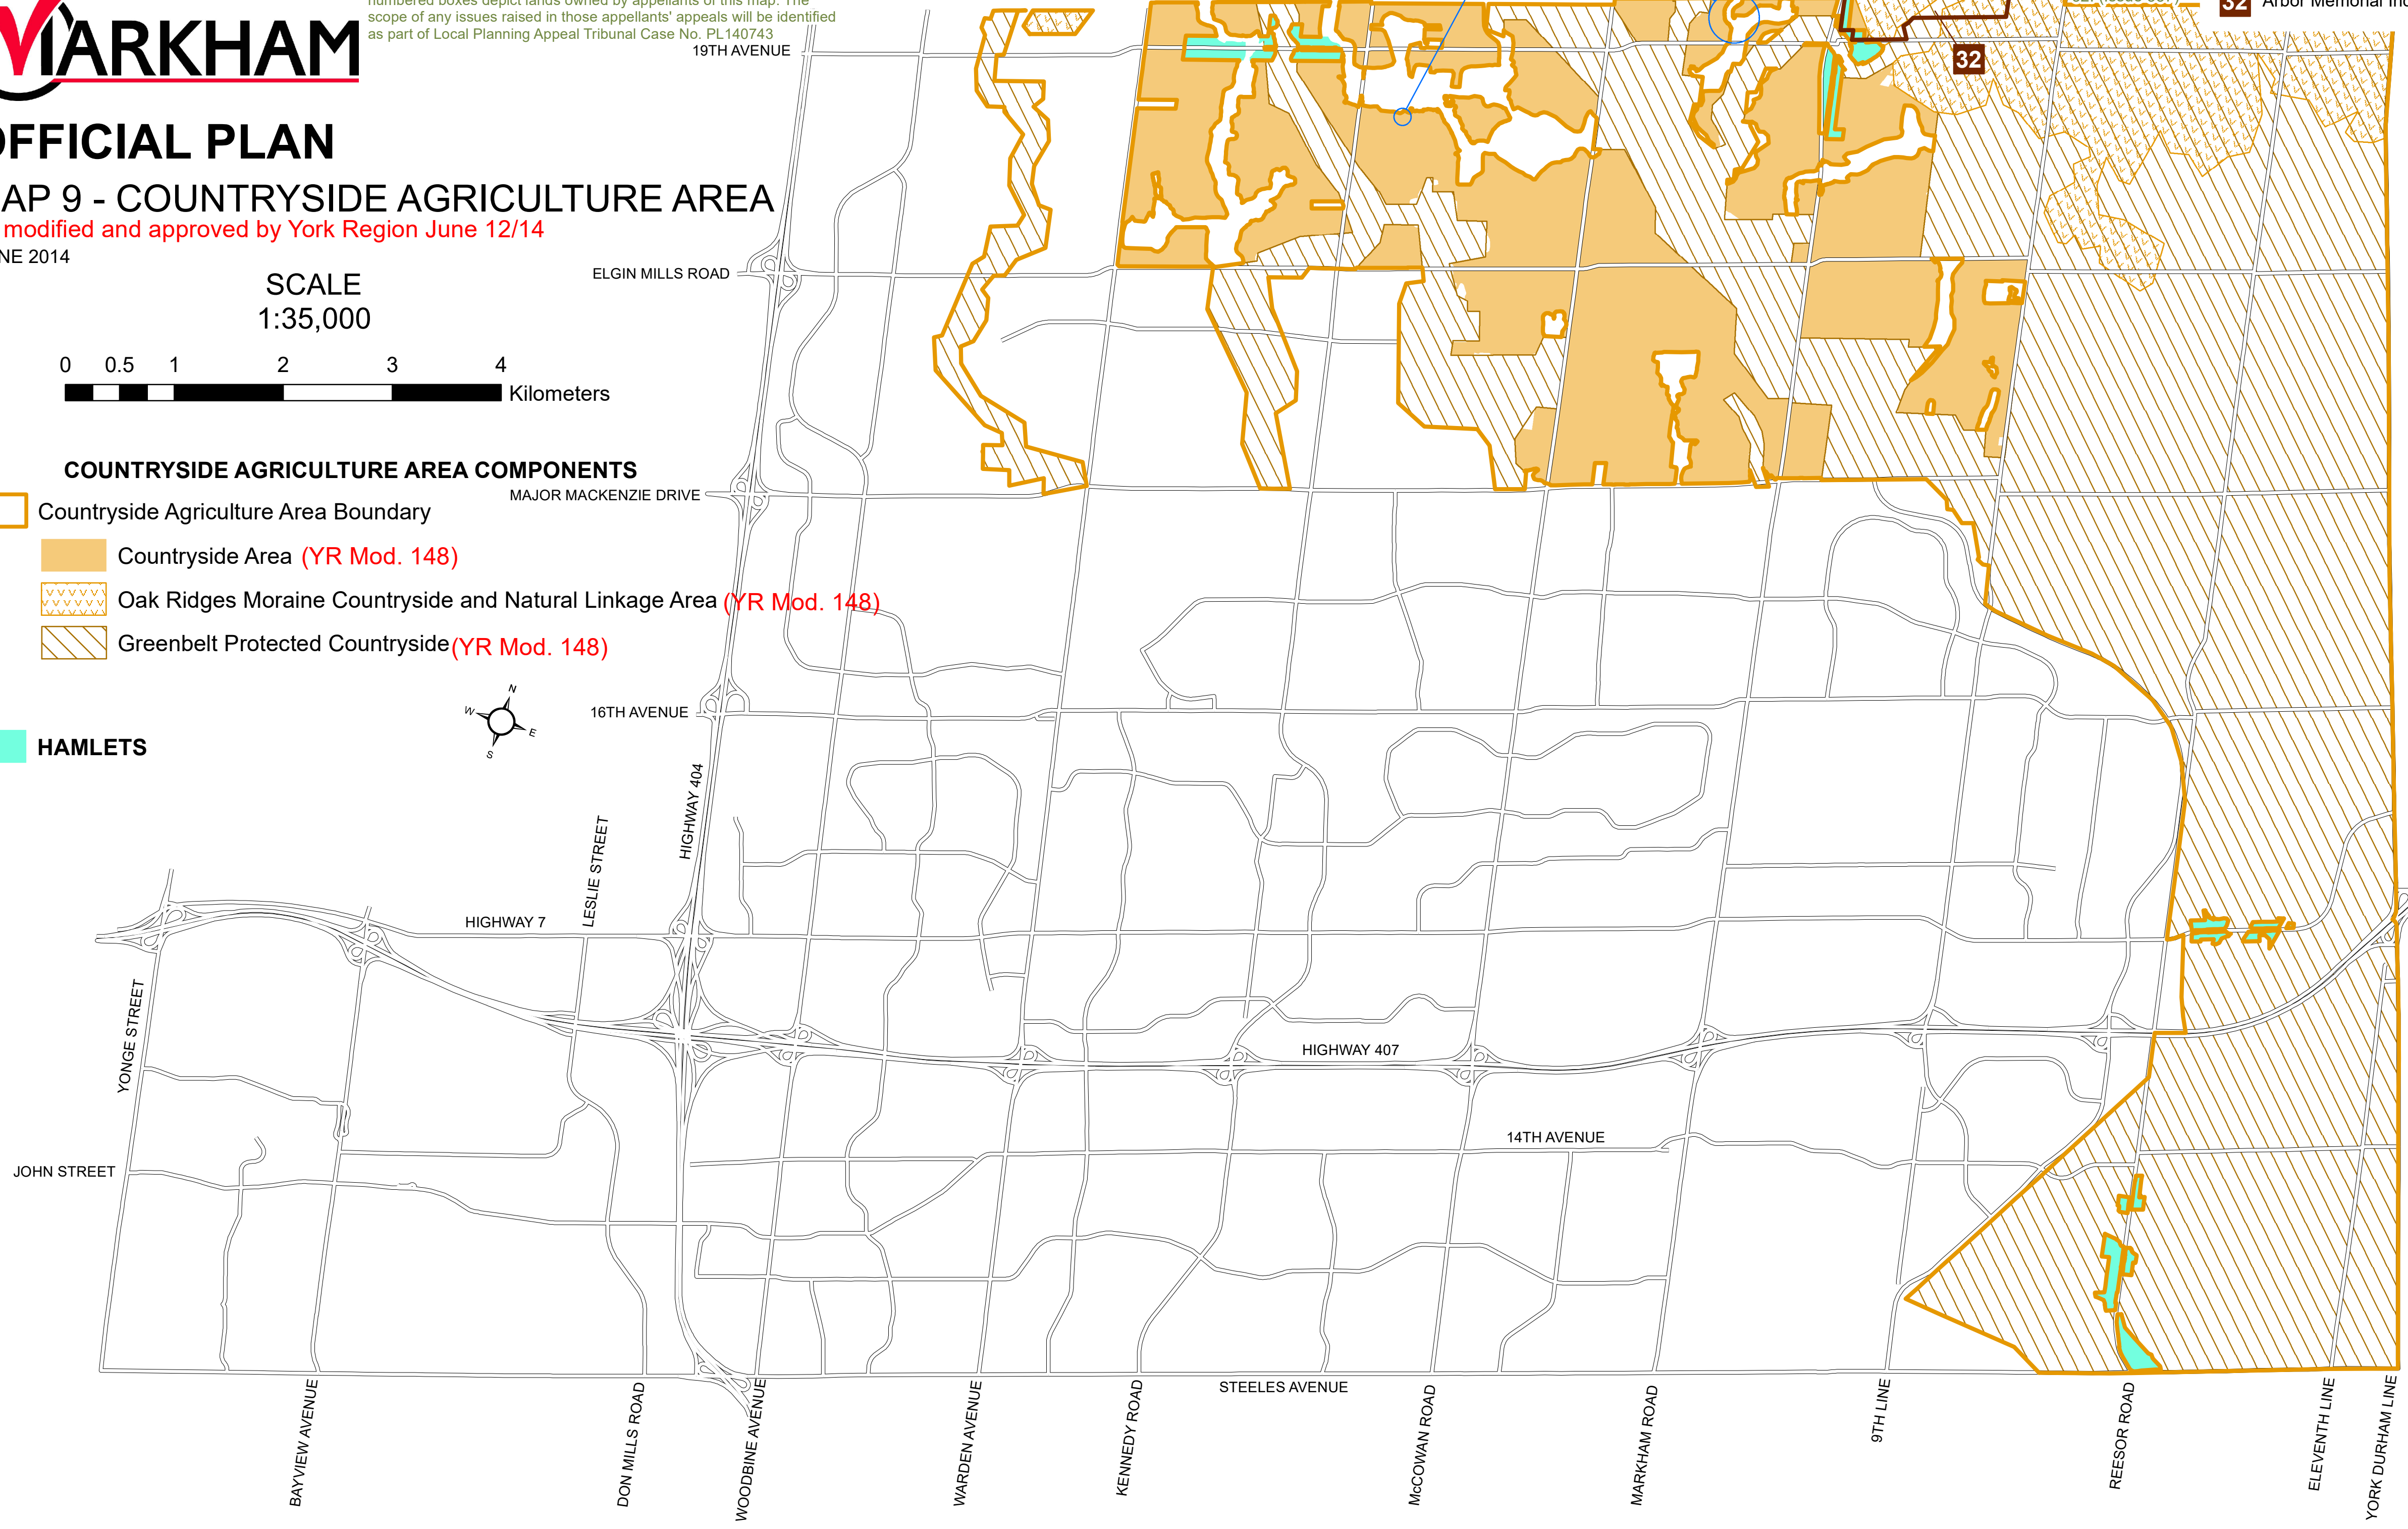 numbered boxes depict lands owned by appellants of this map. The
scope of any issues raised in those appellants' appeals will be identified
as part of Local Planning Appeal Tribunal Case No. PL140743
MARKHAM
OFFICIAL PLAN
AP 9 - COUNTRYSIDE AGRICULTURE AREA
modified and approved by York Region June 12/14
NE 2014
SCALE
1:35,000
0 0.5 1 2 3 4
Kilometers
COUNTRYSIDE AGRICULTURE AREA COMPONENTS
Countryside Agriculture Area Boundary
Countryside Area (YR Mod. 148)
Oak Ridges Moraine Countryside and Natural Linkage Area (YR Mod. 148)
Greenbelt Protected Countryside (YR Mod. 148)
HAMLETS
N
W
E
S
32
Arbor Memorial Inc
32
19TH AVENUE
ELGIN MILLS ROAD
MAJOR MACKENZIE DRIVE
16TH AVENUE
HIGHWAY 404
LESLIE STREET
HIGHWAY 7
YONGE STREET
HIGHWAY 407
14TH AVENUE
JOHN STREET
STEELES AVENUE
BAYVIEW AVENUE
DON MILLS ROAD
WOODBINE AVENUE
WARDEN AVENUE
KENNEDY ROAD
McCOWAN ROAD
MARKHAM ROAD
9TH LINE
REESOR ROAD
ELEVENTH LINE
YORK DURHAM LINE